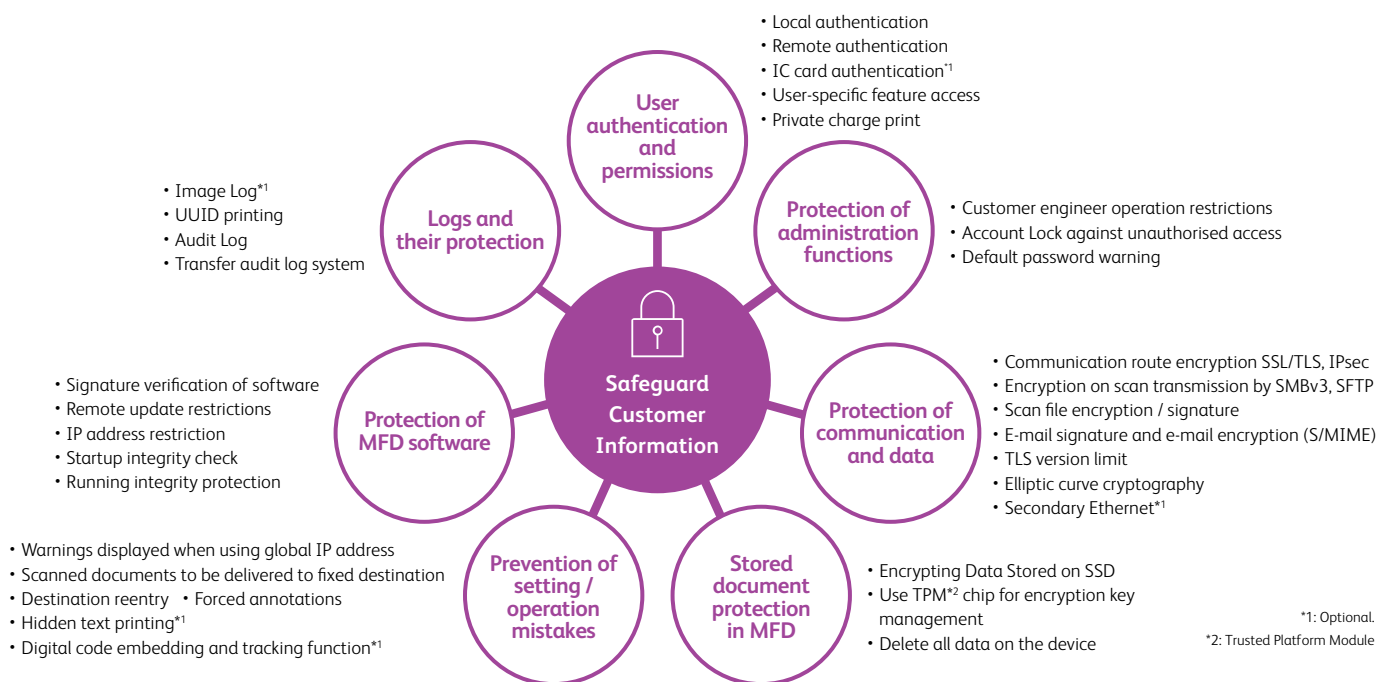 User
authentication
and
permissions
• Local authentication
• Remote authentication
• IC card authentication*1
• User-specific feature access
• Private charge print
Protection of
administration
functions
• Customer engineer operation restrictions
• Account Lock against unauthorised access
• Default password warning
Protection of
communication
and data
• Communication route encryption SSL/TLS, IPsec
• Encryption on scan transmission by SMBv3, SFTP
• Scan file encryption / signature
• E-mail signature and e-mail encryption (S/MIME)
• TLS version limit
• Elliptic curve cryptography
• Secondary Ethernet*1
Stored
document
protection
in MFD
• Encrypting Data Stored on SSD
• Use TPM*2 chip for encryption key
management
• Delete all data on the device
Prevention of
setting /
operation
mistakes
• Warnings displayed when using global IP address
• Scanned documents to be delivered to fixed destination
• Destination reentry • Forced annotations
• Hidden text printing*1
• Digital code embedding and tracking function*1
Protection of
MFD software
• Signature verification of software
• Remote update restrictions
• IP address restriction
• Startup integrity check
• Running integrity protection
Logs and
their protection
• Image Log*1
• UUID printing
• Audit Log
• Transfer audit log system
Safeguard
Customer
Information
*1: Optional.
*2: Trusted Platform Module